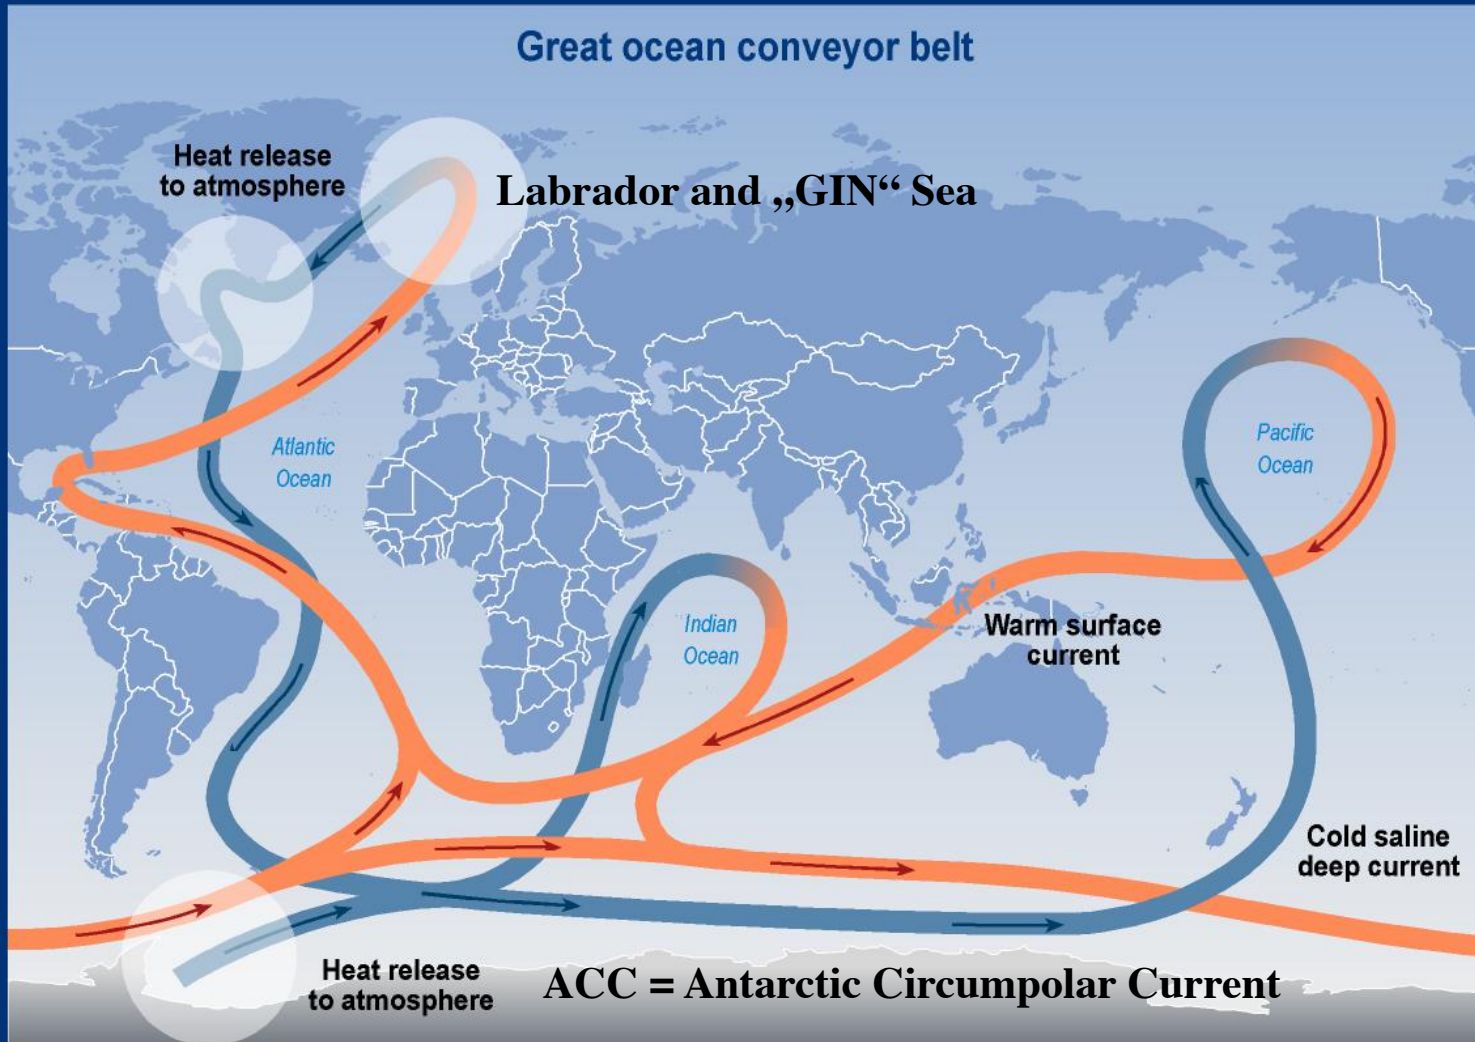 Great ocean conveyor belt
Heat release
to atmosphere
Labrador and „GIN“ Sea
Atlantic
Ocean
Pacific
Ocean
Indian
Ocean
Warm surface
current
Cold saline
deep current
Heat release
to atmosphere
ACC = Antarctic Circumpolar Current